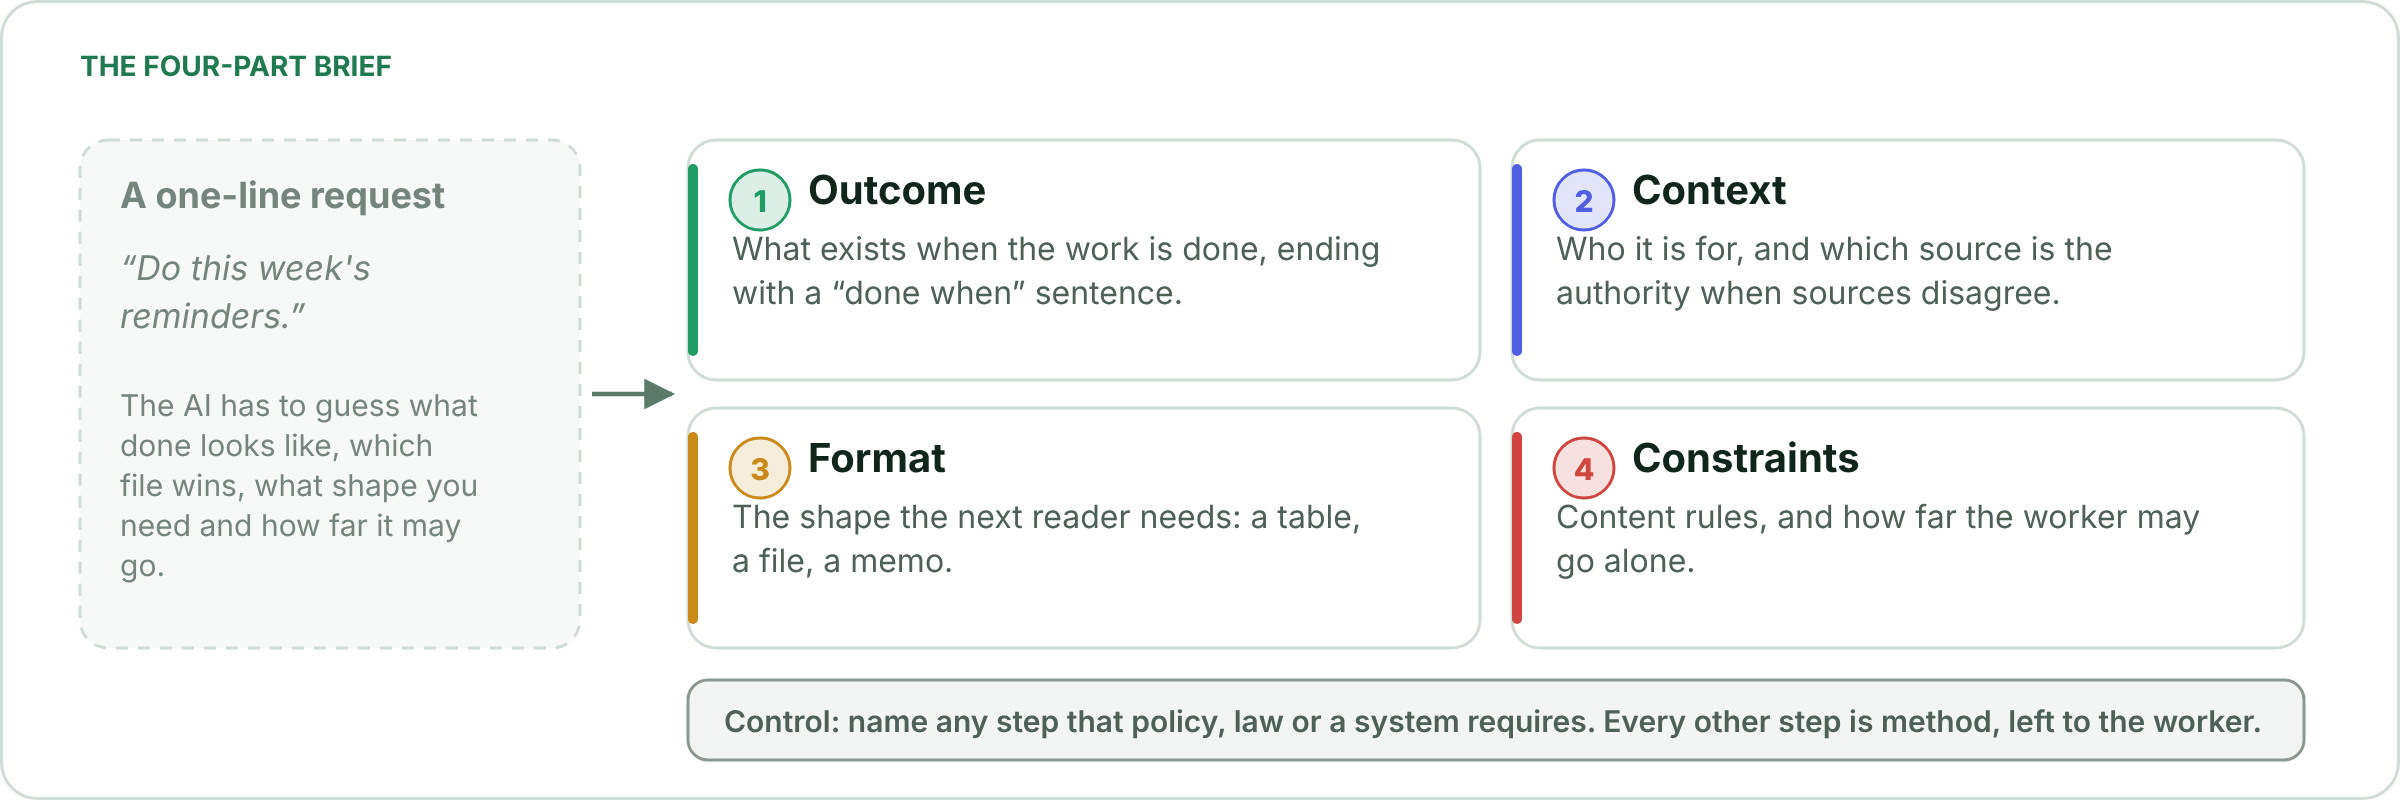 THE FOUR-PART BRIEF
A one-line request
“Do this week's
reminders.”
The AI has to guess what
done looks like, which
file wins, what shape you
need and how far it may
go.
1 Outcome
What exists when the work is done, ending
with a “done when” sentence.
2 Context
Who it is for, and which source is the
authority when sources disagree.
3 Format
The shape the next reader needs: a table,
a file, a memo.
4 Constraints
Content rules, and how far the worker may
go alone.
Control: name any step that policy, law or a system requires. Every other step is method, left to the worker.